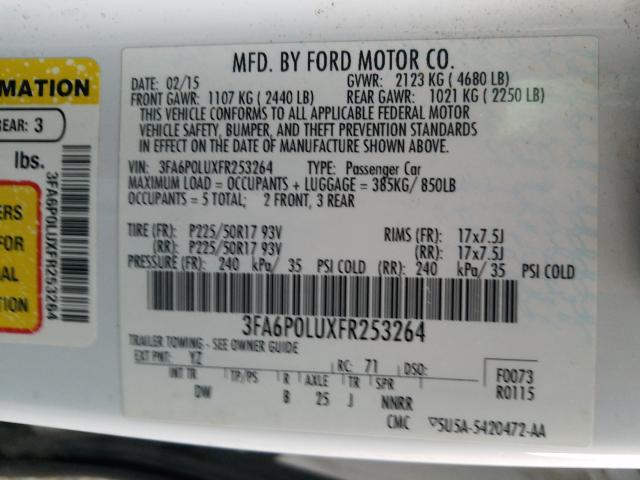 MFD. BY FORD MOTOR CO.
DATE: 02/15 GVWR: 2123 KG ( 4680 LB)
FRONT GAWR: 1107 KG ( 2440 LB) REAR GAWR: 1021 KG ( 2250 LB)
THIS VEHICLE CONFORMS TO ALL APPLICABLE FEDERAL MOTOR
VEHICLE SAFETY, BUMPER, AND THEFT PREVENTION STANDARDS
IN EFFECT ON THE DATE OF MANUFACTURE SHOWN ABOVE.
VIN: 3FA6P0LUXFR253264 TYPE: Passenger Car
MAXIMUM LOAD = OCCUPANTS + LUGGAGE = 385KG/ 850LB
OCCUPANTS = 5 TOTAL; 2 FRONT, 3 REAR
TIRE (FR): P225/50R17 93V RIMS (FR): 17x7.5J
(RR): P225/50R17 93V (RR): 17x7.5J
PRESSURE (FR): 240 kPa/ 35 PSI COLD (RR): 240 kPa/ 35 PSI COLD
3FA6P0LUXFR253264
TRAILER TOWING - SEE OWNER GUIDE
EXT PNT: YZ RC: 71 DSO: F0073
INT TR TP/PS R AXLE TR SPR R0115
DW B 25 J NNRR
CMC 5U5A-5420472-AA
MATION
REAR: 3
lbs.
ERS
FOR
AL
TION
3FA6P0LUXFR253264